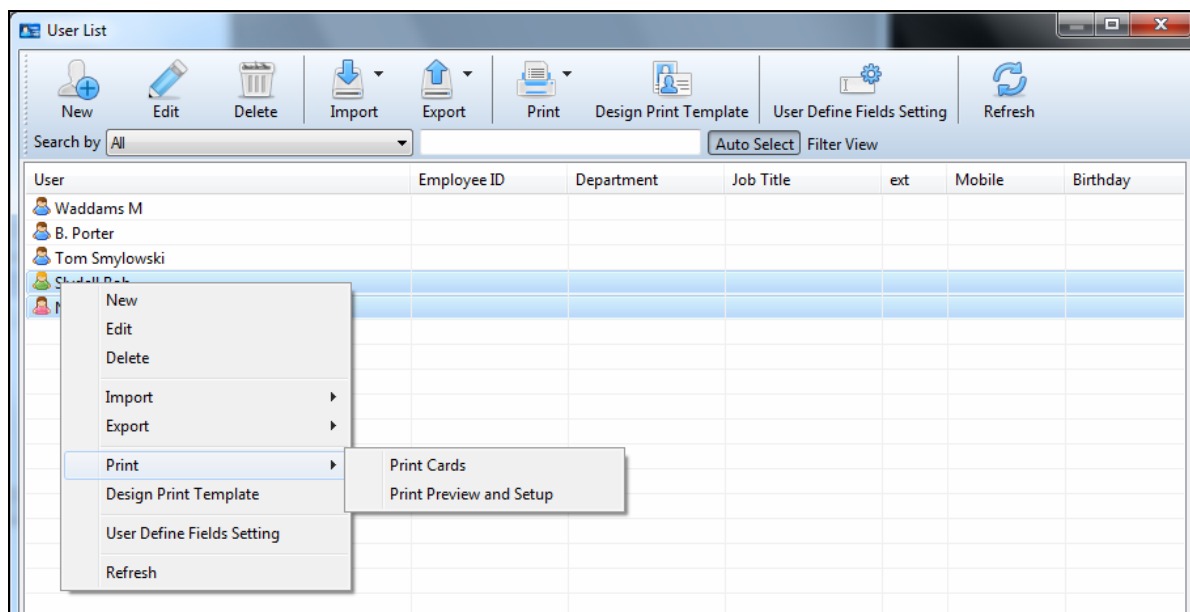 User List
New Edit Delete Import Export Print Design Print Template User Define Fields Setting Refresh
Search by All Auto Select Filter View
User Employee ID Department Job Title ext Mobile Birthday
Waddams M
B. Porter
Tom Smylowski
New
Edit
Delete
Import
Export
Print
Print Cards
Design Print Template
Print Preview and Setup
User Define Fields Setting
Refresh